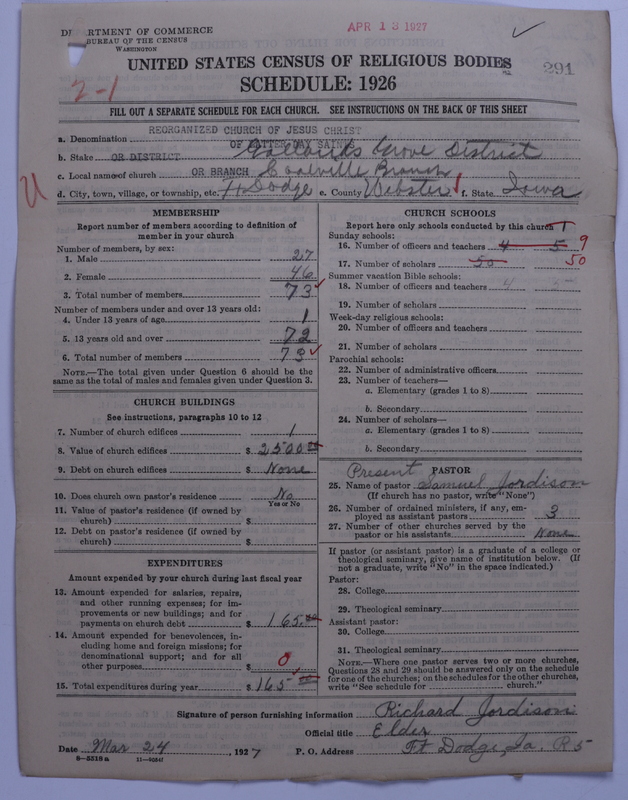 DEPARTMENT OF COMMERCE
BUREAU OF THE CENSUS
WASHINGTON
APR 13 1927
UNITED STATES CENSUS OF RELIGIOUS BODIES
291
SCHEDULE: 1926
2-1
FILL OUT A SEPARATE SCHEDULE FOR EACH CHURCH. SEE INSTRUCTIONS ON THE BACK OF THIS SHEET
a. Denomination REORGANIZED CHURCH OF JESUS CHRIST
OF LATTER DAY SAINTS
b. Stake OR DISTRICT Gallands Grove District
c. Local name of church OR BRANCH Coalville Branch
d. City, town, village, or township, etc. Ft Dodge e. County Webster f. State Iowa
MEMBERSHIP
Report number of members according to definition of
member in your church
Number of members, by sex:
1. Male 27
2. Female 46
3. Total number of members 73
Number of members under and over 13 years old:
4. Under 13 years of age 1
5. 13 years old and over 72
6. Total number of members 73
NOTE.—The total given under Question 6 should be the
same as the total of males and females given under Question 3.
CHURCH BUILDINGS
See instructions, paragraphs 10 to 12
7. Number of church edifices 1
8. Value of church edifices $ 2500.00
9. Debt on church edifices $ None
10. Does church own pastor's residence No
Yes or No
11. Value of pastor's residence (if owned by
church) $
12. Debt on pastor's residence (if owned by
church) $
EXPENDITURES
Amount expended by your church during last fiscal year
13. Amount expended for salaries, repairs,
and other running expenses; for im-
provements or new buildings; and for
payments on church debt $ 165.00
14. Amount expended for benevolences, in-
cluding home and foreign missions; for
denominational support; and for all
other purposes $ 0
15. Total expenditures during year $ 165.00
CHURCH SCHOOLS
Report here only schools conducted by this church 1
Sunday schools:
16. Number of officers and teachers 4 5 9
17. Number of scholars 50 50
Summer vacation Bible schools:
18. Number of officers and teachers 4 5
19. Number of scholars
Week-day religious schools:
20. Number of officers and teachers
21. Number of scholars
Parochial schools:
22. Number of administrative officers
23. Number of teachers—
a. Elementary (grades 1 to 8)
b. Secondary
24. Number of scholars—
a. Elementary (grades 1 to 8)
b. Secondary
Present PASTOR
25. Name of pastor Samuel Jordison
(If church has no pastor, write "None")
26. Number of ordained ministers, if any, em-
ployed as assistant pastors 3
27. Number of other churches served by the
pastor or his assistants None
If pastor (or assistant pastor) is a graduate of a college or
theological seminary, give name of institution below. (If
not a graduate, write "No" in the space indicated.)
Pastor:
28. College
29. Theological seminary
Assistant pastor:
30. College
31. Theological seminary
NOTE.—Where one pastor serves two or more churches,
Questions 28 and 29 should be answered only on the schedule
for one of the churches; on the schedules for the other churches,
write "See schedule for church."
Signature of person furnishing information Richard Jordison
Official title Elder
Date Mar 24, 1927 P. O. Address Ft Dodge, Ia. R 5
8-5518a